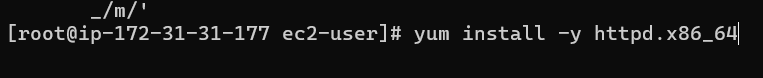 _/m/'
[root@ip-172-31-31-177 ec2-user]# yum install -y httpd.x86_64